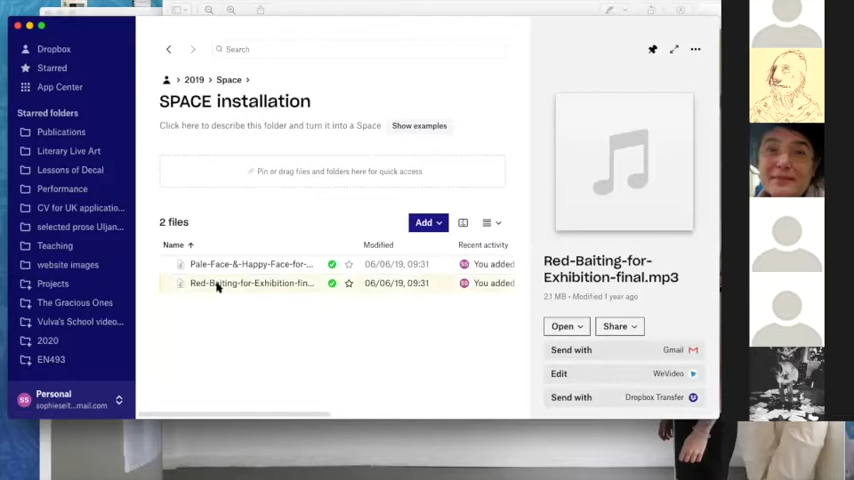 Dropbox
Starred
App Center
Starred folders
Publications
Literary Live Art
Lessons of Decal
Performance
CV for UK applicatio...
selected prose Uljan...
Teaching
website images
Projects
The Gracious Ones
Vulva's School video...
2020
EN493
SS
Personal
sophieseit...mail.com
Search
2019 > Space >
SPACE installation
Click here to describe this folder and turn it into a Space
Show examples
Pin or drag files and folders here for quick access
2 files
Add
Name Modified Recent activity
Pale-Face-&-Happy-Face-for-... 06/06/19, 09:31 SS You added
Red-Baiting-for-Exhibition-fin... 06/06/19, 09:31 SS You added
Red-Baiting-for-
Exhibition-final.mp3
2.1 MB • Modified 1 year ago
Open
Share
Send with Gmail
Edit WeVideo
Send with Dropbox Transfer